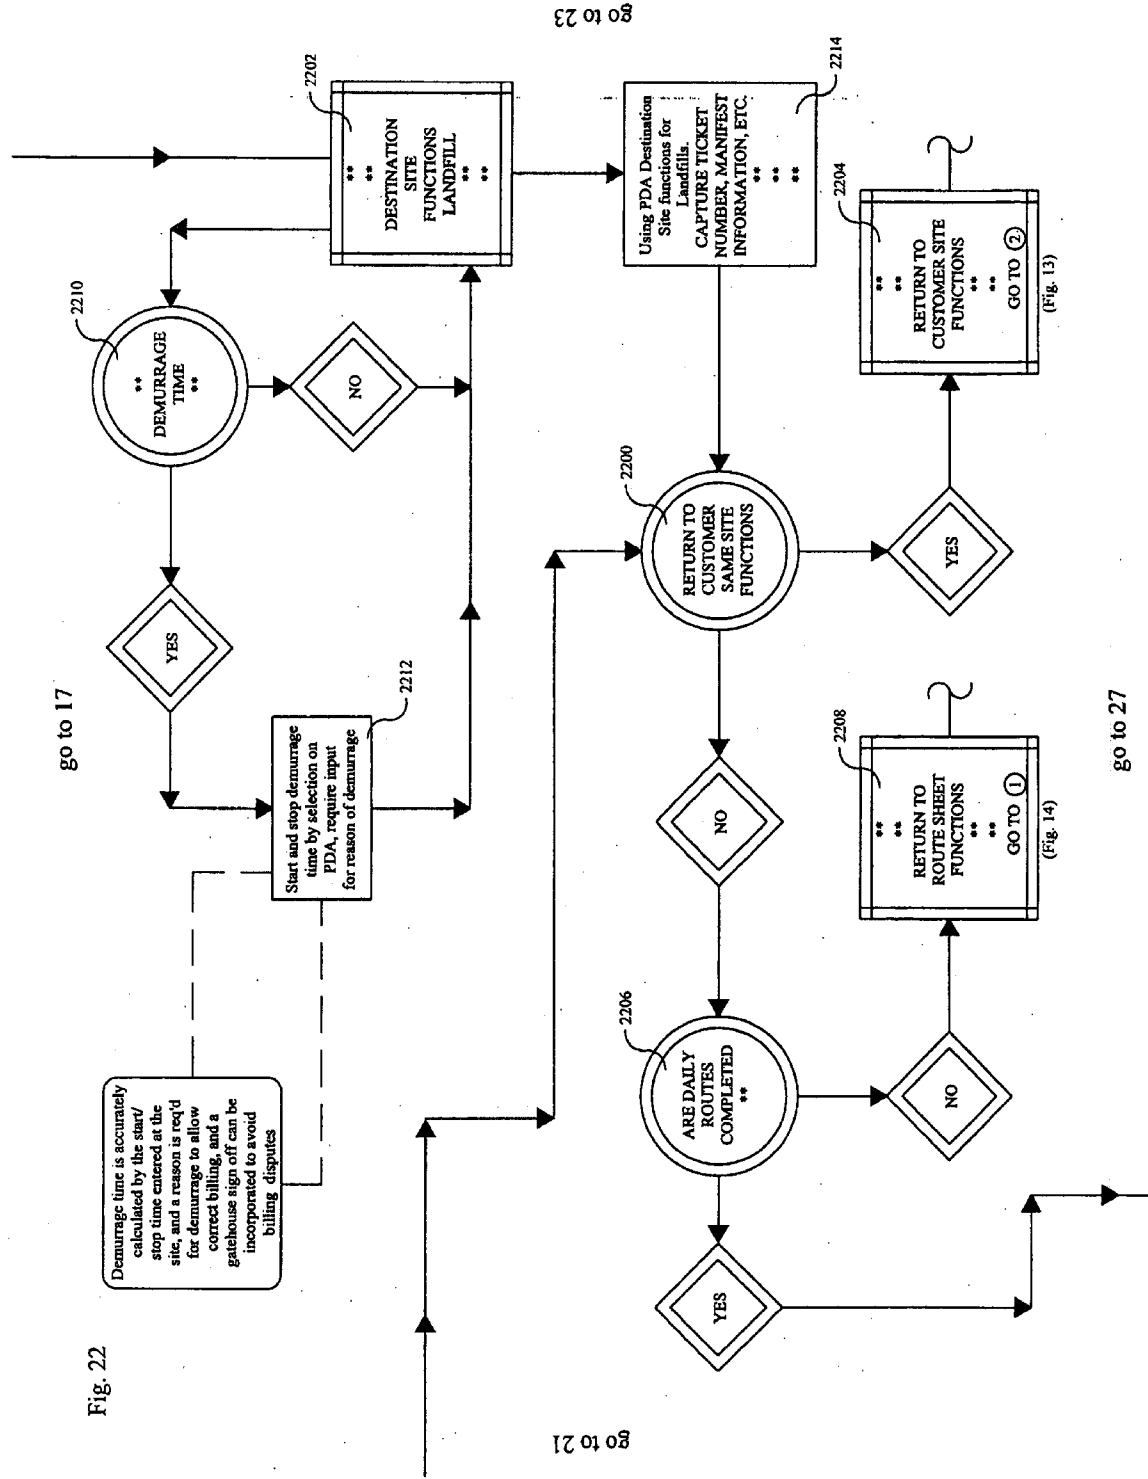 Fig. 22
go to 17
go to 21
go to 23
go to 27
Demurrage time is accurately
calculated by the start/
stop time entered at the
site, and a reason is req'd
for demurrage to allow
correct billing, and a
gatehouse sign off can be
incorporated to avoid
billing disputes
YES
2210
**
DEMURRAGE
TIME
**
NO
2212
Start and stop demurrage
time by selection on
PDA, require input
for reason of demurrage
2202
**
**
DESTINATION
SITE
FUNCTIONS
LANDFILL
**
**
2214
Using PDA Destination
Site functions for
Landfills.
CAPTURE TICKET
NUMBER, MANIFEST
INFORMATION, ETC.
**
**
**
2200
RETURN TO
CUSTOMER
SAME SITE
FUNCTIONS
YES
2204
**
**
RETURN TO
CUSTOMER SITE
FUNCTIONS
**
**
GO TO 2
(Fig. 13)
NO
2206
ARE DAILY
ROUTES
COMPLETED
**
NO
2208
**
**
RETURN TO
ROUTE SHEET
FUNCTIONS
**
**
GO TO 1
(Fig. 14)
YES